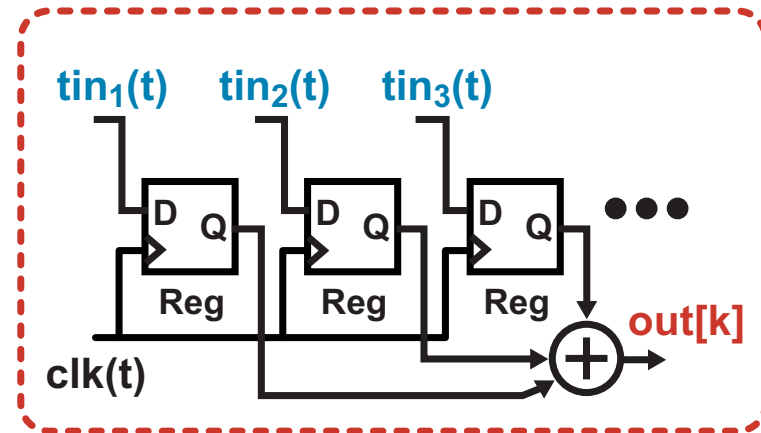 tin₁(t) tin₂(t) tin₃(t)
D Q D Q D Q
Reg Reg Reg
out[k]
clk(t)